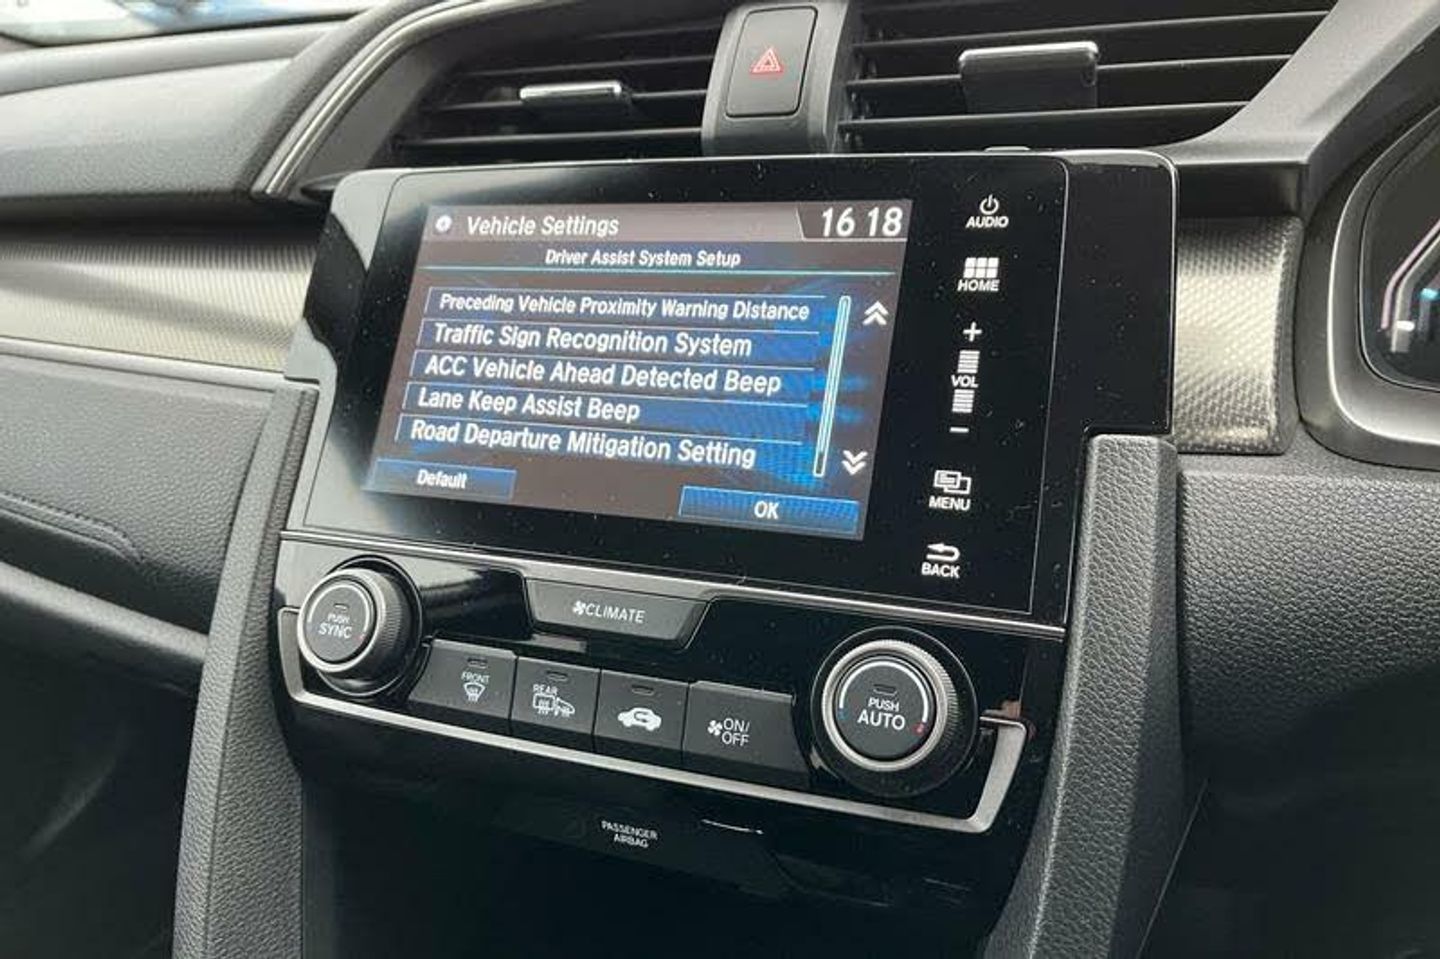 Vehicle Settings
16 18
Driver Assist System Setup
Preceding Vehicle Proximity Warning Distance
Traffic Sign Recognition System
ACC Vehicle Ahead Detected Beep
Lane Keep Assist Beep
Road Departure Mitigation Setting
Default
OK
AUDIO
HOME
+
VOL
−
MENU
BACK
CLIMATE
PUSH
SYNC
FRONT
REAR
ON/
OFF
PUSH
AUTO
PASSENGER
AIRBAG